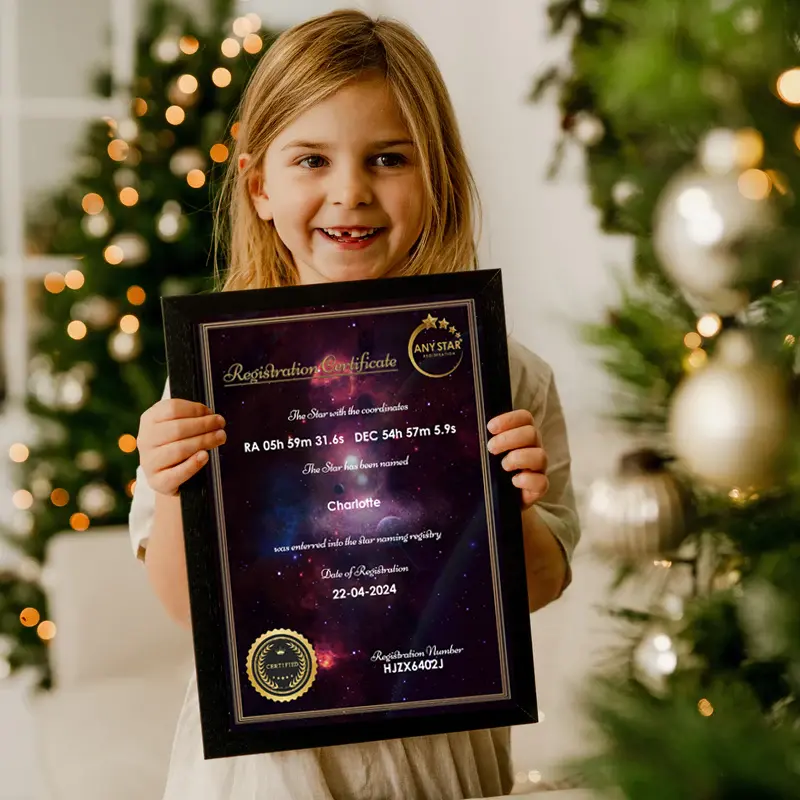 ANY STAR
REGISTRATION
Registration Certificate
The Star with the coordinates
RA 05h 59m 31.6s DEC 54h 57m 5.9s
The Star has been named
Charlotte
was enterred into the star naming registry
Date of Registration
22-04-2024
CERTIFIED
Registration Number
HJZX6402J